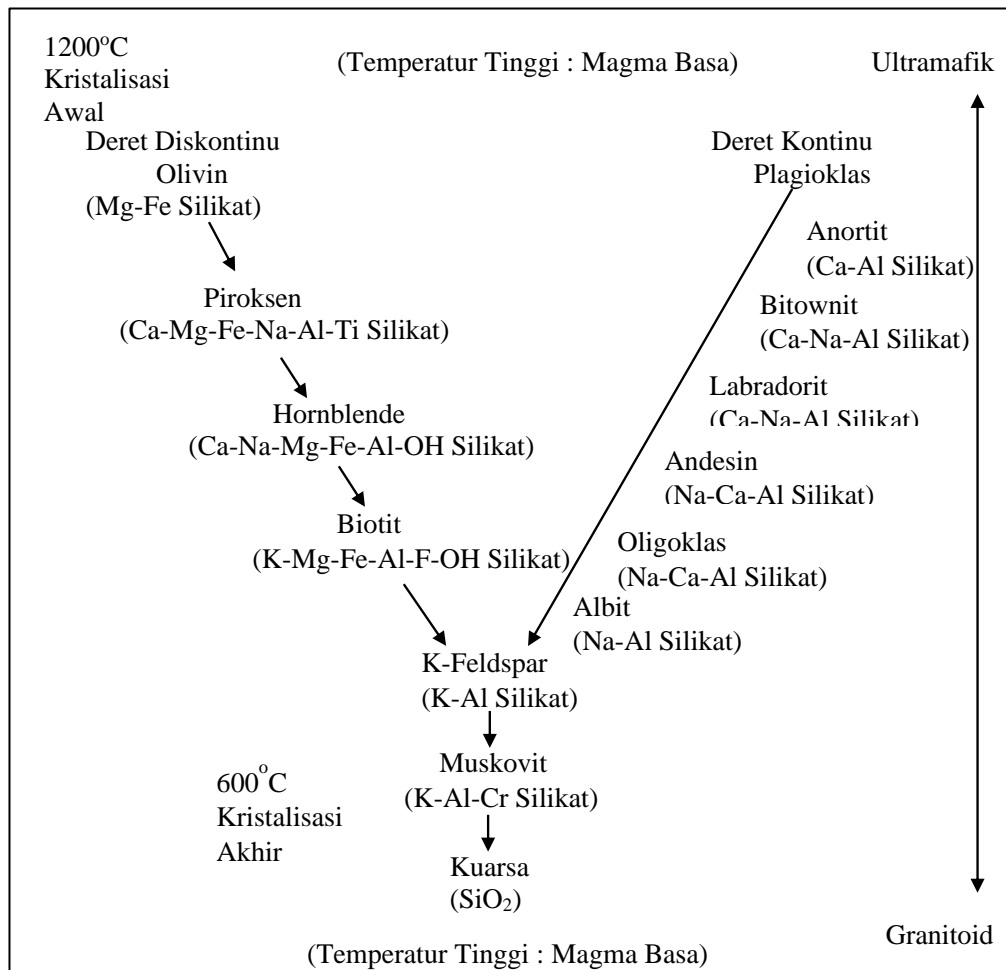 1200°C
Kristalisasi
Awal
(Temperatur Tinggi : Magma Basa)
Ultramafik
Deret Diskontinu
Olivin
(Mg-Fe Silikat)
Deret Kontinu
Plagioklas
Anortit
(Ca-Al Silikat)
Piroksen
(Ca-Mg-Fe-Na-Al-Ti Silikat)
Bitownit
(Ca-Na-Al Silikat)
Hornblende
(Ca-Na-Mg-Fe-Al-OH Silikat)
Labradorit
(Ca-Na-Al Silikat)
Andesin
(Na-Ca-Al Silikat)
Biotit
(K-Mg-Fe-Al-F-OH Silikat)
Oligoklas
(Na-Ca-Al Silikat)
Albit
(Na-Al Silikat)
K-Feldspar
(K-Al Silikat)
Muskovit
(K-Al-Cr Silikat)
600°C
Kristalisasi
Akhir
Kuarsa
(SiO₂)
Granitoid
(Temperatur Tinggi : Magma Basa)